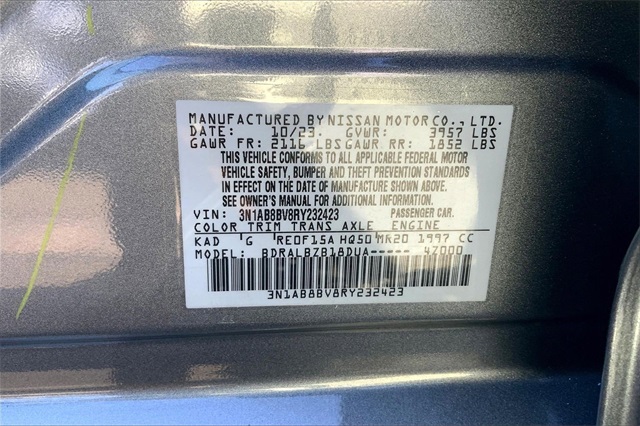 MANUFACTURED BY NISSAN MOTOR CO., LTD.
DATE: 10/23 GVWR: 3957 LBS
GAWR FR: 2116 LBS GAWR RR: 1852 LBS
THIS VEHICLE CONFORMS TO ALL APPLICABLE FEDERAL MOTOR
VEHICLE SAFETY, BUMPER AND THEFT PREVENTION STANDARDS
IN EFFECT ON THE DATE OF MANUFACTURE SHOWN ABOVE.
SEE OWNER'S MANUAL FOR ADDITIONAL INFORMATION.
VIN: 3N1AB8BV8RY232423 PASSENGER CAR.
COLOR TRIM TRANS AXLE ENGINE
KAD G RE0F15A HQ50 MR20 1997 CC
MODEL: BDRALBZB18DUA----- 4Z000
3N1AB8BV8RY232423